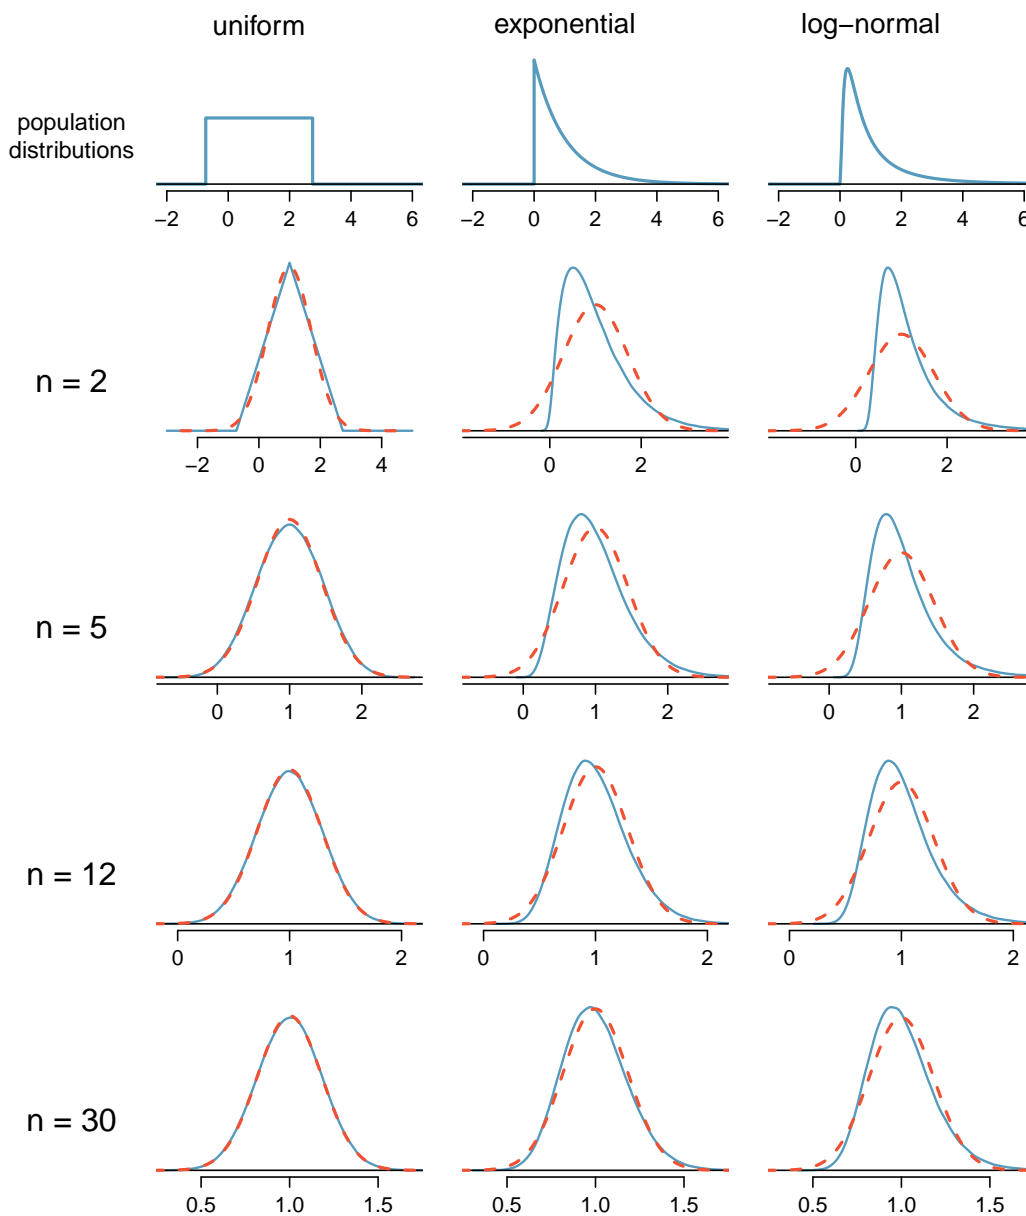 uniform exponential log−normal
population
distributions
−2 0 2 4 6 −2 0 2 4 6 −2 0 2 4 6
n = 2
−2 0 2 4 0 2 0 2
n = 5
0 1 2 0 1 2 0 1 2
n = 12
0 1 2 0 1 2 0 1 2
n = 30
0.5 1.0 1.5 0.5 1.0 1.5 0.5 1.0 1.5